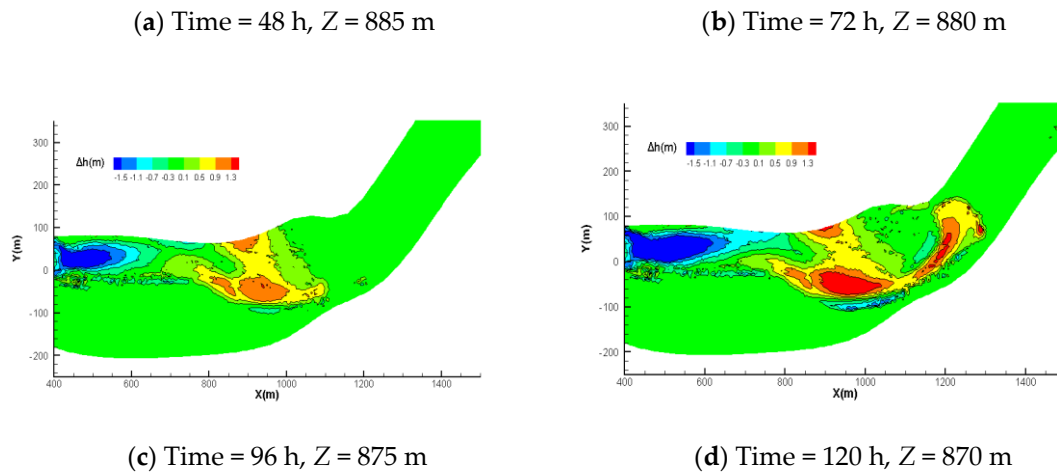 (a) Time = 48 h, Z = 885 m
(b) Time = 72 h, Z = 880 m
Δh(m)
-1.5 -1.1 -0.7 -0.3 0.1 0.5 0.9 1.3
Y(m)
300
200
100
0
-100
-200
400 600 800 1000 1200 1400
X(m)
Δh(m)
-1.5 -1.1 -0.7 -0.3 0.1 0.5 0.9 1.3
Y(m)
300
200
100
0
-100
-200
400 600 800 1000 1200 1400
X(m)
(c) Time = 96 h, Z = 875 m
(d) Time = 120 h, Z = 870 m